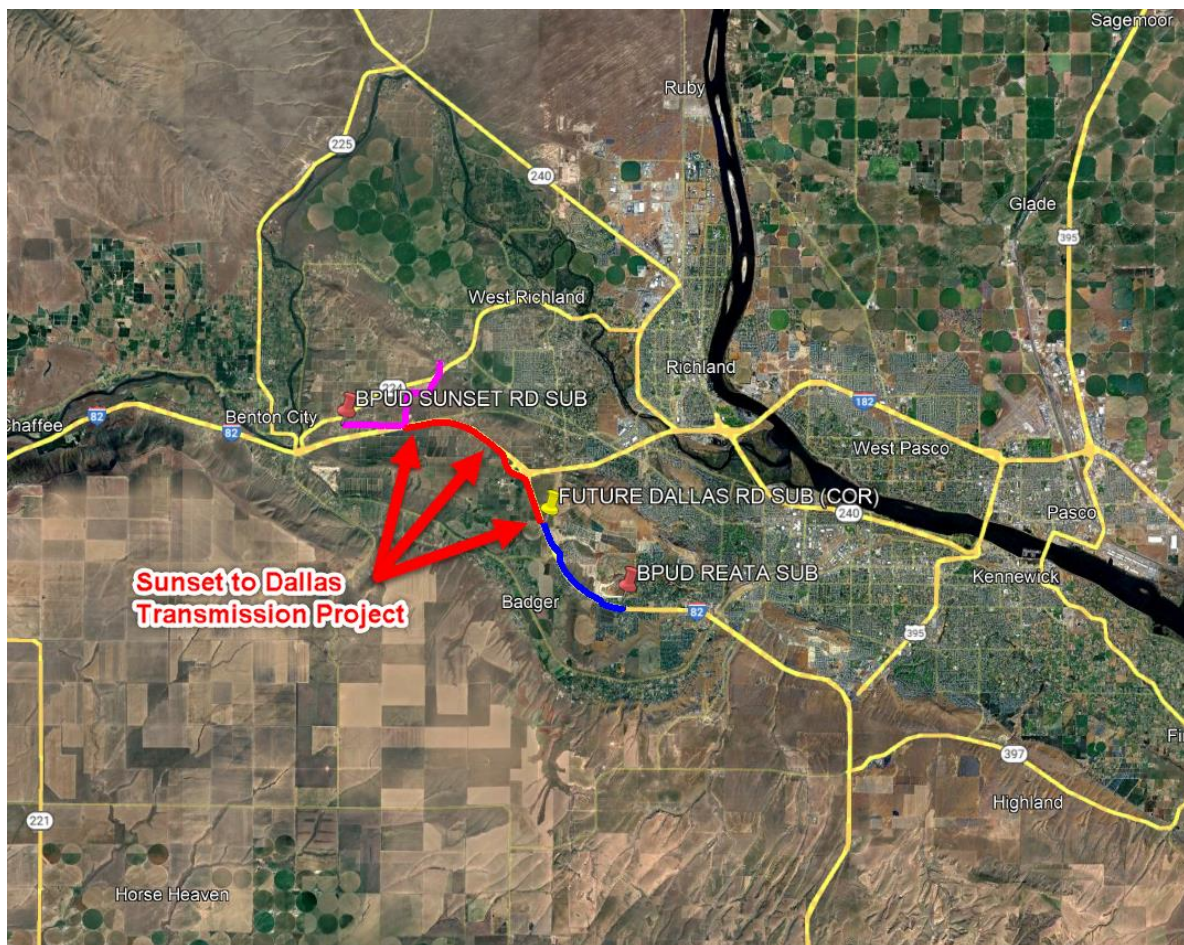 Sagemoor
Ruby
225
240
Glade
395
West Richland
Richland
224
BPUD SUNSET RD SUB
Benton City
Chaffee
82
82
182
West Pasco
FUTURE DALLAS RD SUB (COR)
240
Pasco
Sunset to Dallas
Transmission Project
BPUD REATA SUB
Kennewick
Badger
82
395
397
Highland
221
Horse Heaven